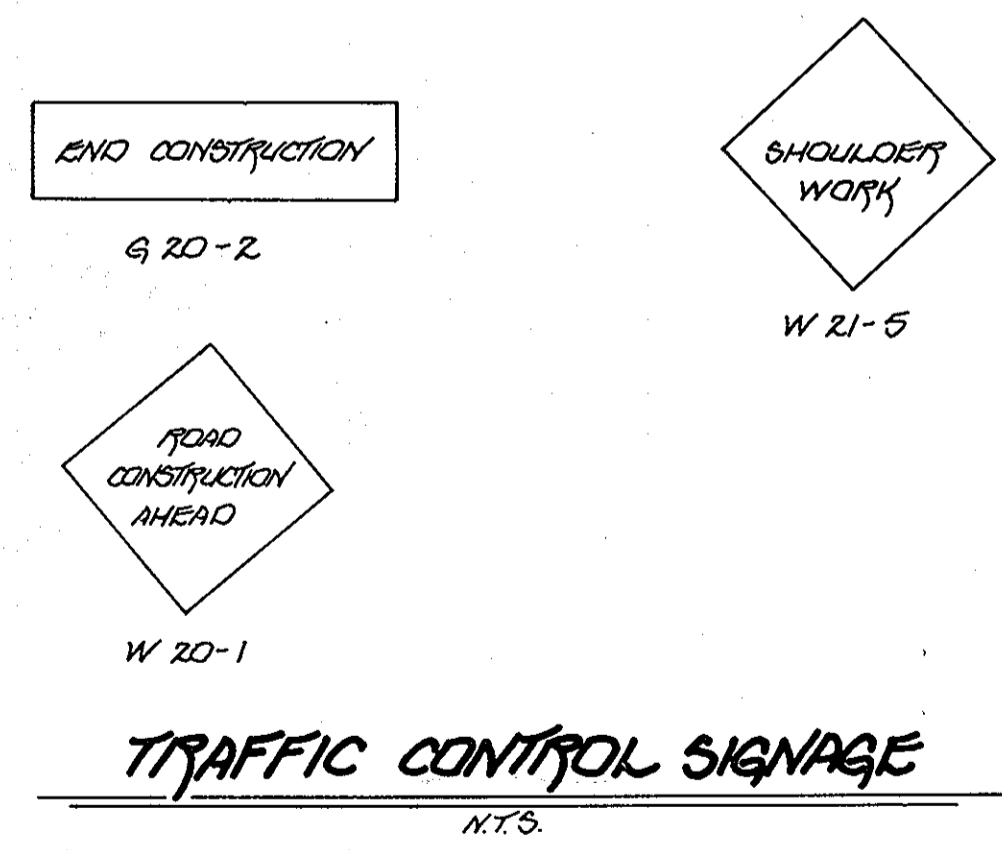 END CONSTRUCTION
G 20-2
SHOULDER
WORK
W 21-5
ROAD
CONSTRUCTION
AHEAD
W 20-1
TRAFFIC CONTROL SIGNAGE
N.T.S.